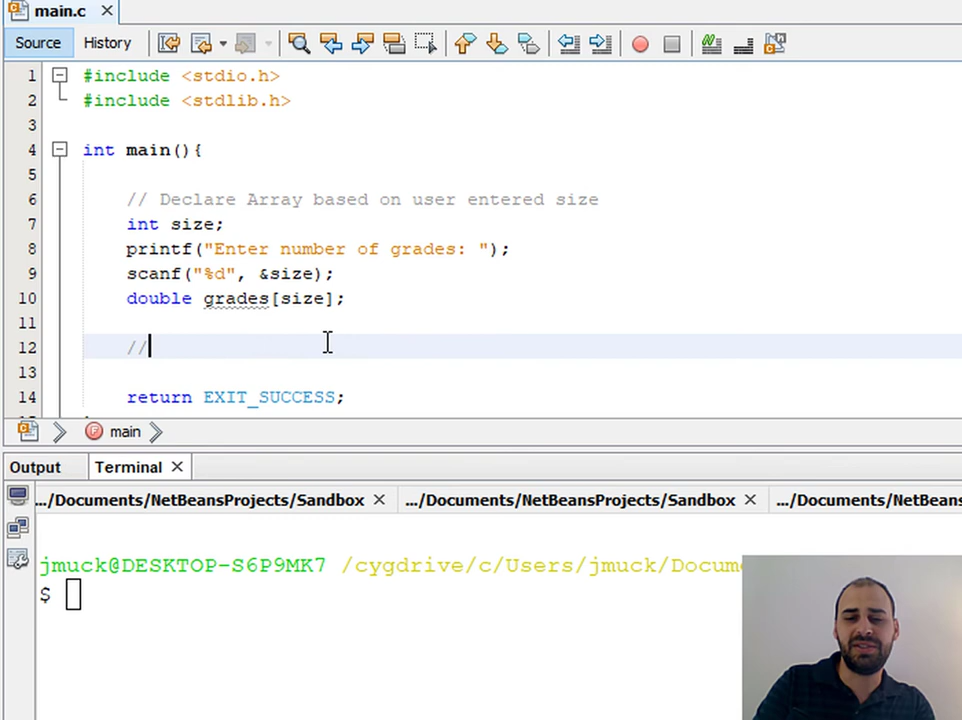 main.c
Source History
1 #include <stdio.h>
2 #include <stdlib.h>
3
4 int main(){
5
6 // Declare Array based on user entered size
7 int size;
8 printf("Enter number of grades: ");
9 scanf("%d", &size);
10 double grades[size];
11
12 //
13
14 return EXIT_SUCCESS;
main
Output Terminal
.../Documents/NetBeansProjects/Sandbox .../Documents/NetBeansProjects/Sandbox .../Documents/NetBeans
jmuck@DESKTOP-S6P9MK7 /cygdrive/c/Users/jmuck/Docum
$